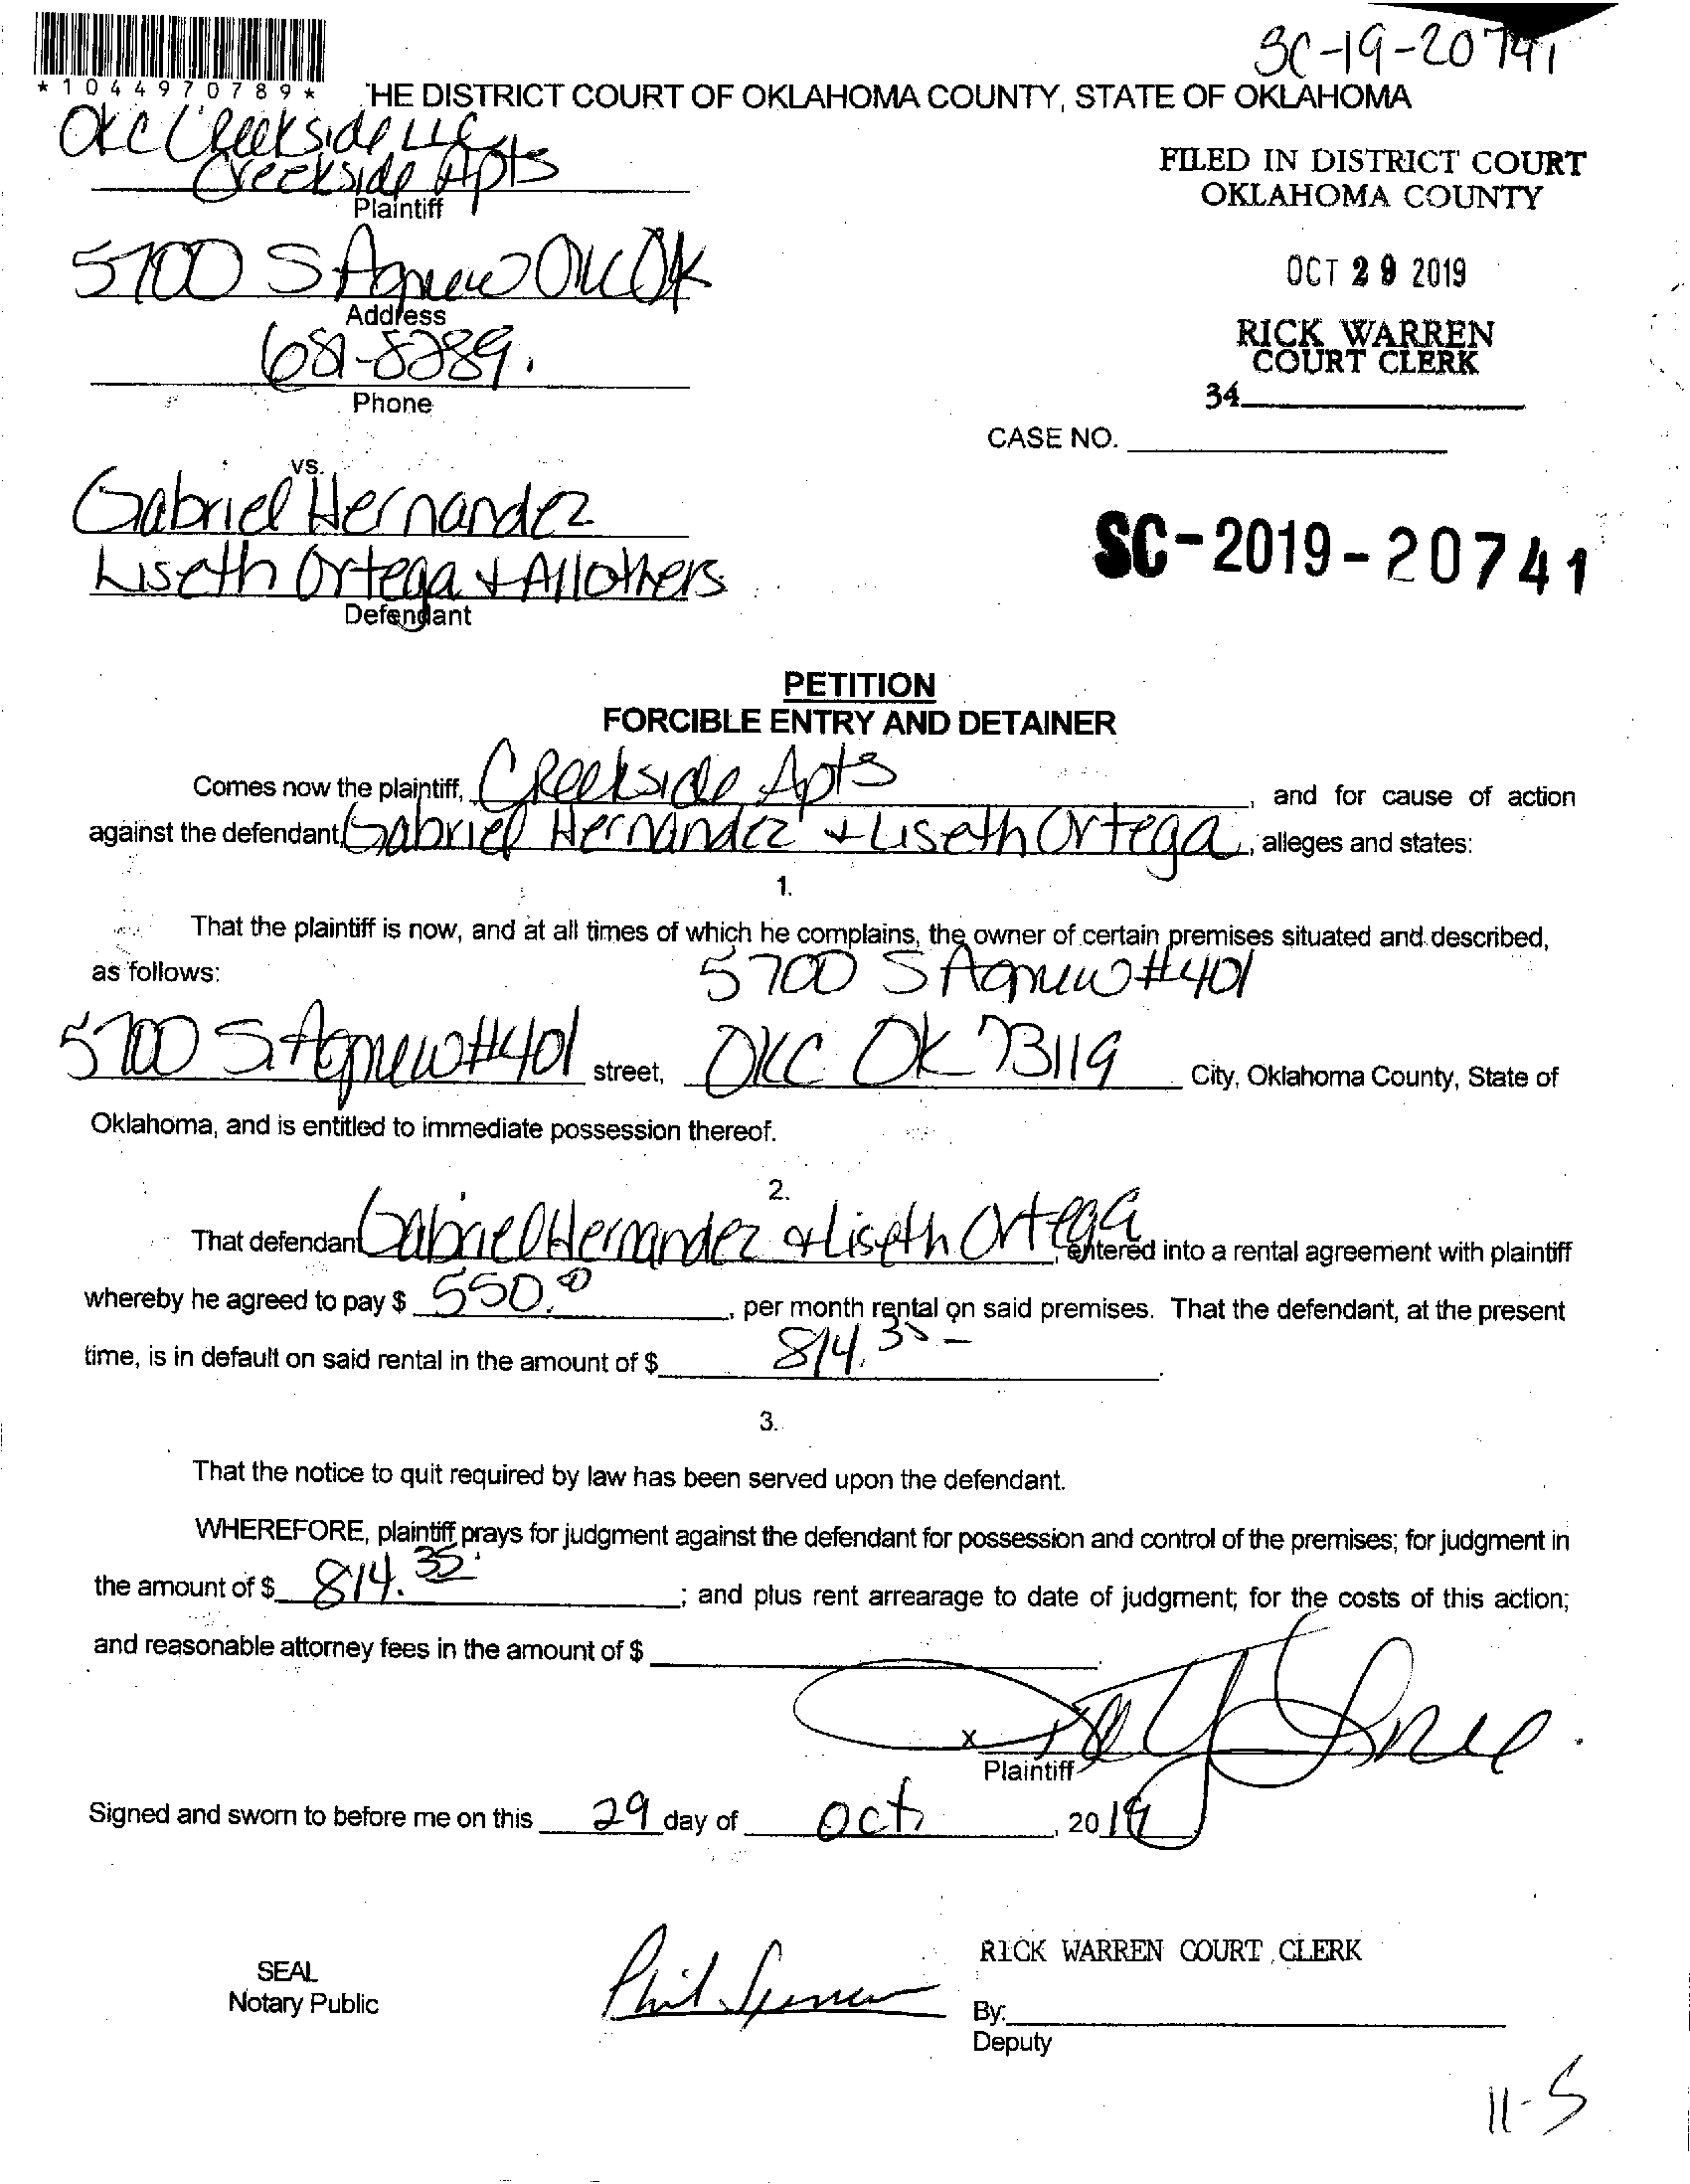 SC-19-20741
*1044970789*
HE DISTRICT COURT OF OKLAHOMA COUNTY, STATE OF OKLAHOMA
OKC Creekside LLC
Creekside Apts
Plaintiff
FILED IN DISTRICT COURT
OKLAHOMA COUNTY
5700 S Agnew OKC OK
Address
OCT 29 2019
681-8289.
Phone
RICK WARREN
COURT CLERK
34
CASE NO.
vs.
Gabriel Hernandez
Liseth Ortega + All others
Defendant
SC-2019-20741
PETITION
FORCIBLE ENTRY AND DETAINER
Comes now the plaintiff, Creekside Apts, and for cause of action
against the defendant, Gabriel Hernandez + Liseth Ortega, alleges and states:
1.
That the plaintiff is now, and at all times of which he complains, the owner of certain premises situated and described,
as follows: 5700 S Agnew #401
5700 S Agnew #401 street, OKC OK 73119 City, Oklahoma County, State of
Oklahoma, and is entitled to immediate possession thereof.
2.
That defendant Gabriel Hernandez + Liseth Ortega, entered into a rental agreement with plaintiff
whereby he agreed to pay $ 550.0, per month rental on said premises. That the defendant, at the present
time, is in default on said rental in the amount of $ 814.35 -.
3.
That the notice to quit required by law has been served upon the defendant.
WHEREFORE, plaintiff prays for judgment against the defendant for possession and control of the premises; for judgment in
the amount of $ 814.35; and plus rent arrearage to date of judgment; for the costs of this action;
and reasonable attorney fees in the amount of $
x
Plaintiff
Signed and sworn to before me on this 29 day of oct, 2019
SEAL
Notary Public
Phil Spencer
RICK WARREN COURT CLERK
By:
Deputy
11-5